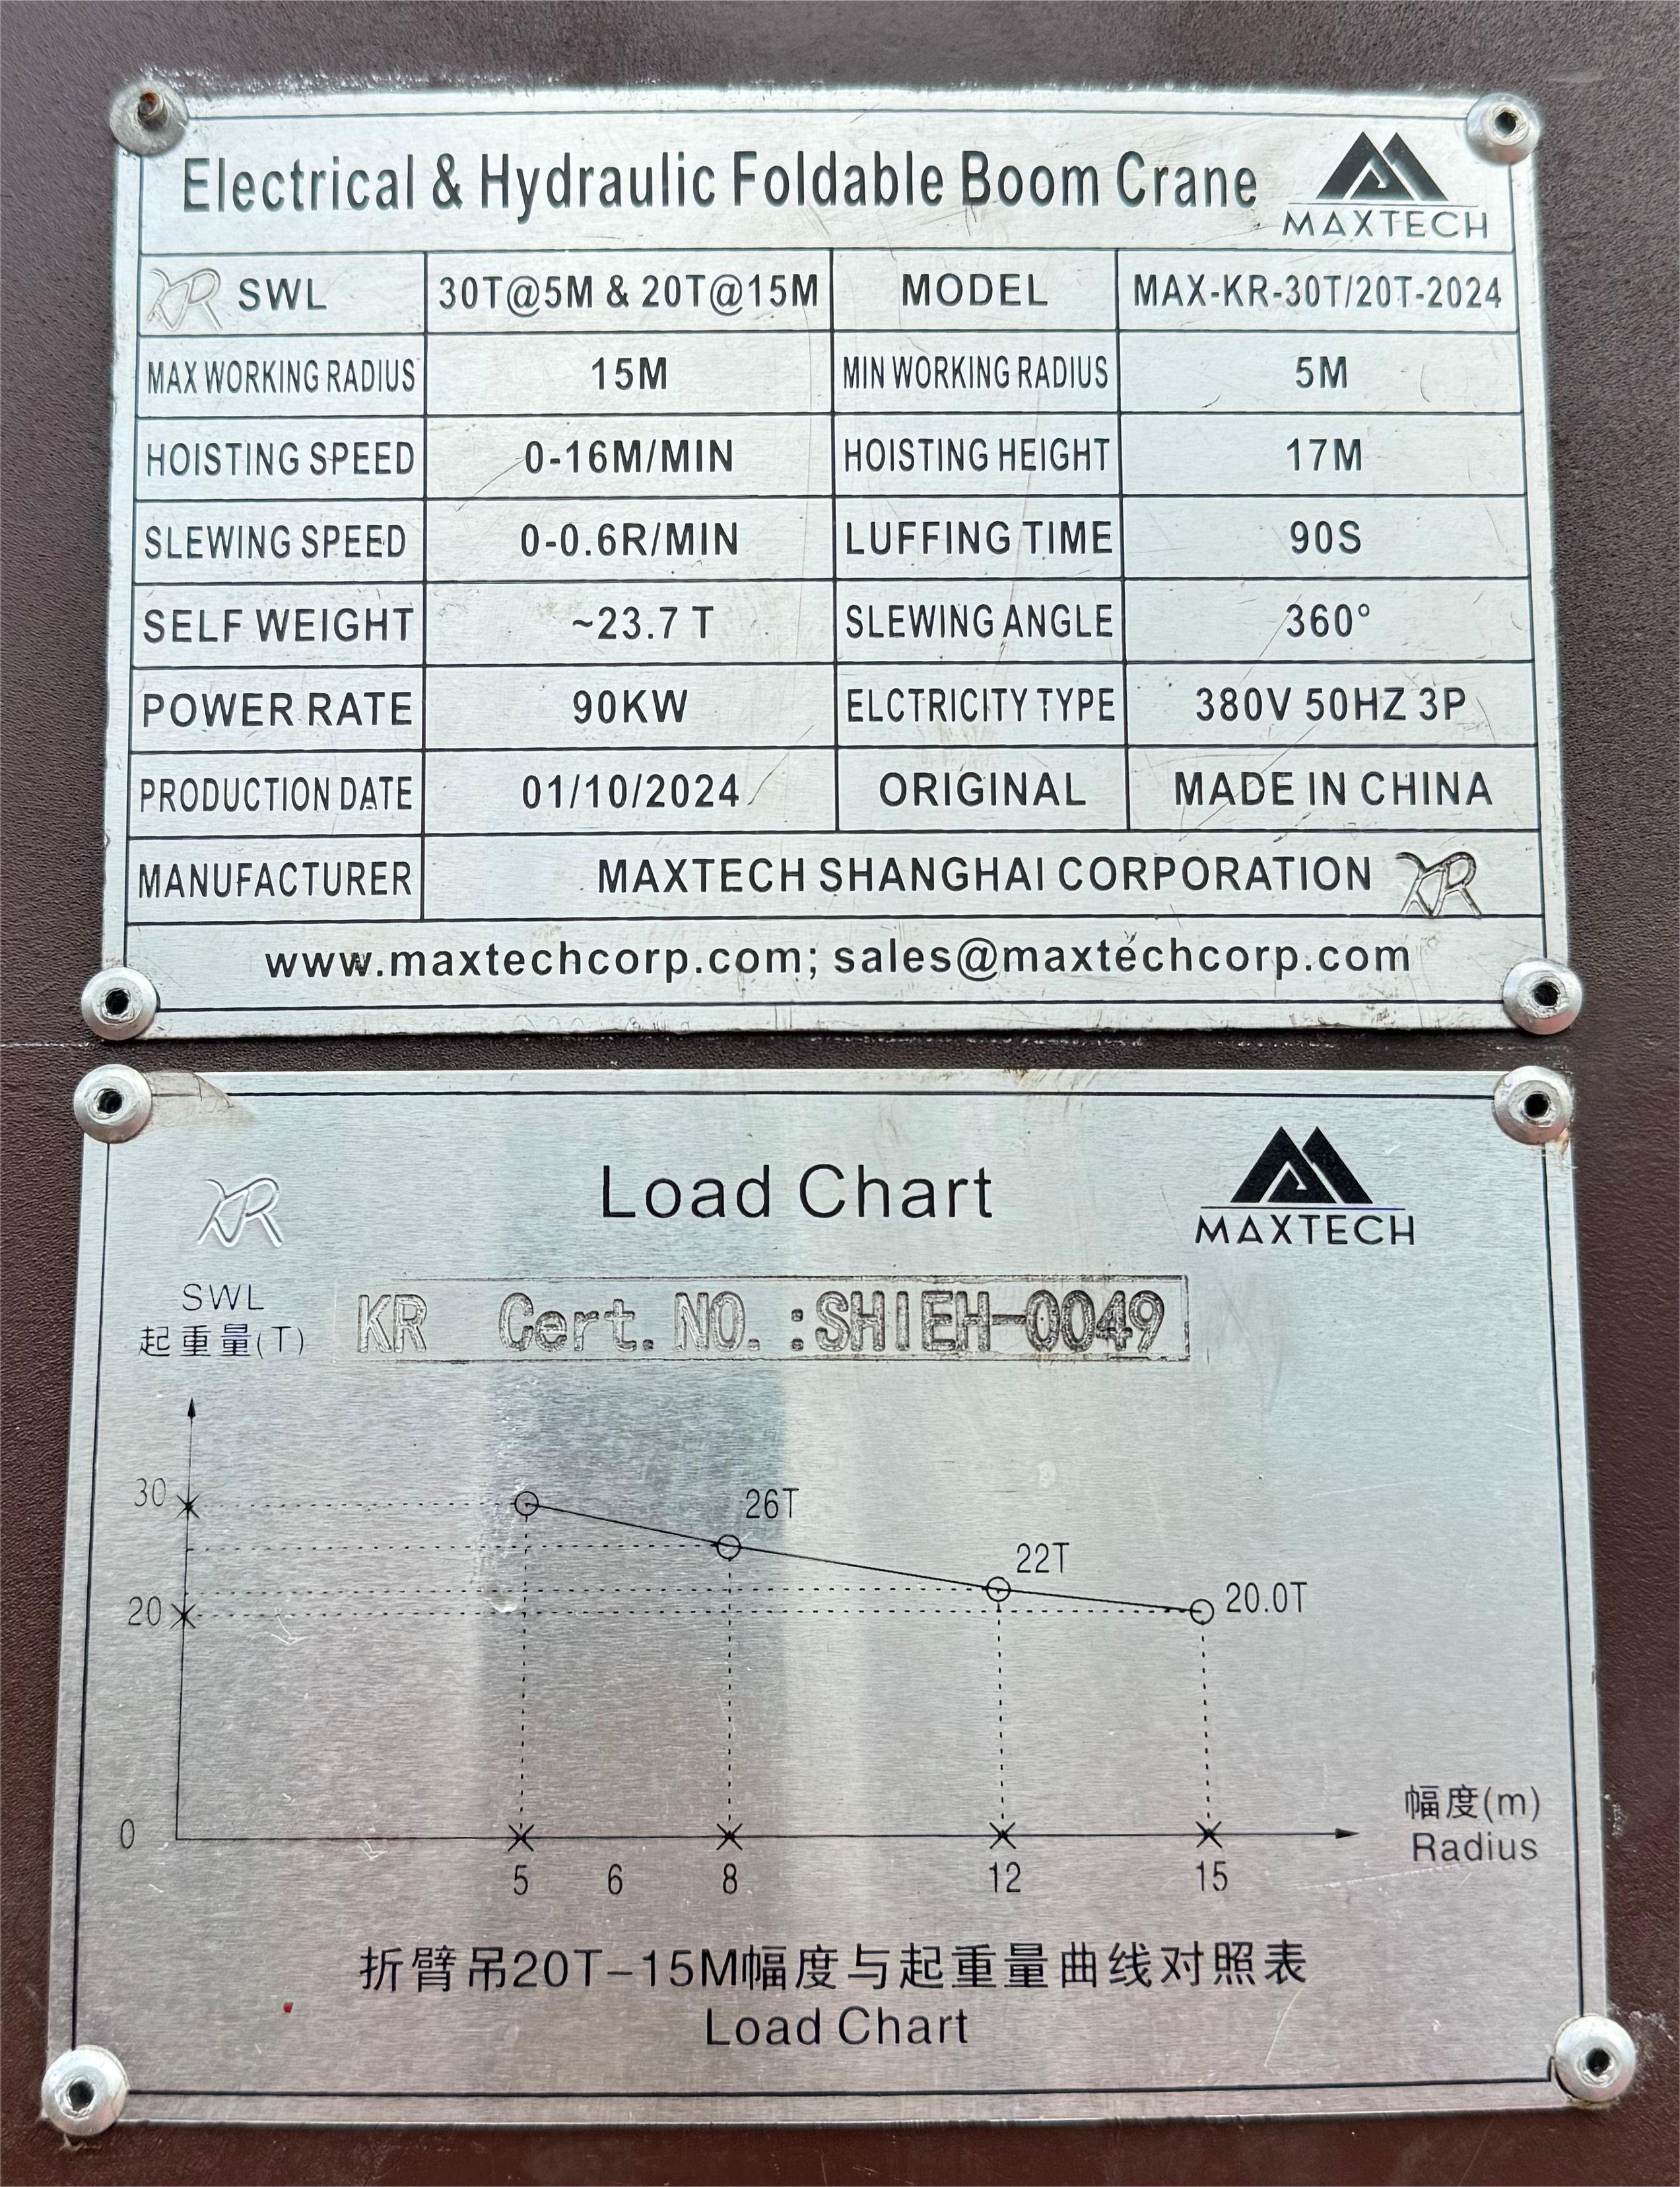 Electrical & Hydraulic Foldable Boom Crane MAXTECH
KR SWL 30T@5M & 20T@15M MODEL MAX-KR-30T/20T-2024
MAX WORKING RADIUS 15M MIN WORKING RADIUS 5M
HOISTING SPEED 0-16M/MIN HOISTING HEIGHT 17M
SLEWING SPEED 0-0.6R/MIN LUFFING TIME 90S
SELF WEIGHT ~23.7 T SLEWING ANGLE 360°
POWER RATE 90KW ELCTRICITY TYPE 380V 50HZ 3P
PRODUCTION DATE 01/10/2024 ORIGINAL MADE IN CHINA
MANUFACTURER MAXTECH SHANGHAI CORPORATION KR
www.maxtechcorp.com; sales@maxtechcorp.com
KR Load Chart MAXTECH
SWL
起重量(T)
KR Cert.NO.:SHIEH-0049
30
26T
22T
20
20.0T
0
5 6 8 12 15
幅度(m)
Radius
折臂吊20T-15M幅度与起重量曲线对照表
Load Chart